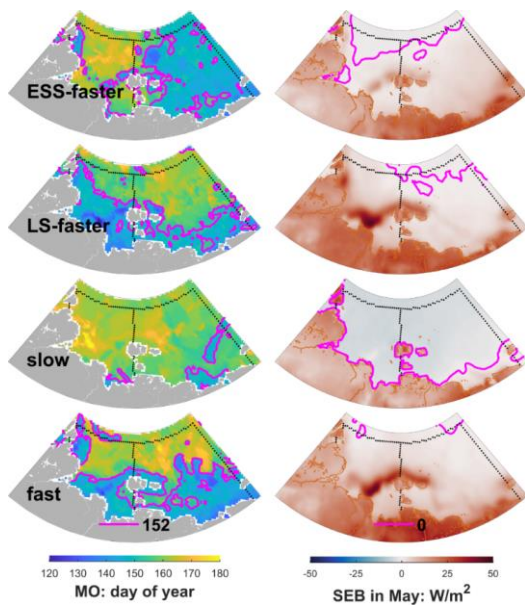 ESS-faster
LS-faster
slow
fast
152
0
120 130 140 150 160 170 180
MO: day of year
-50 -25 0 25 50
SEB in May: W/m²